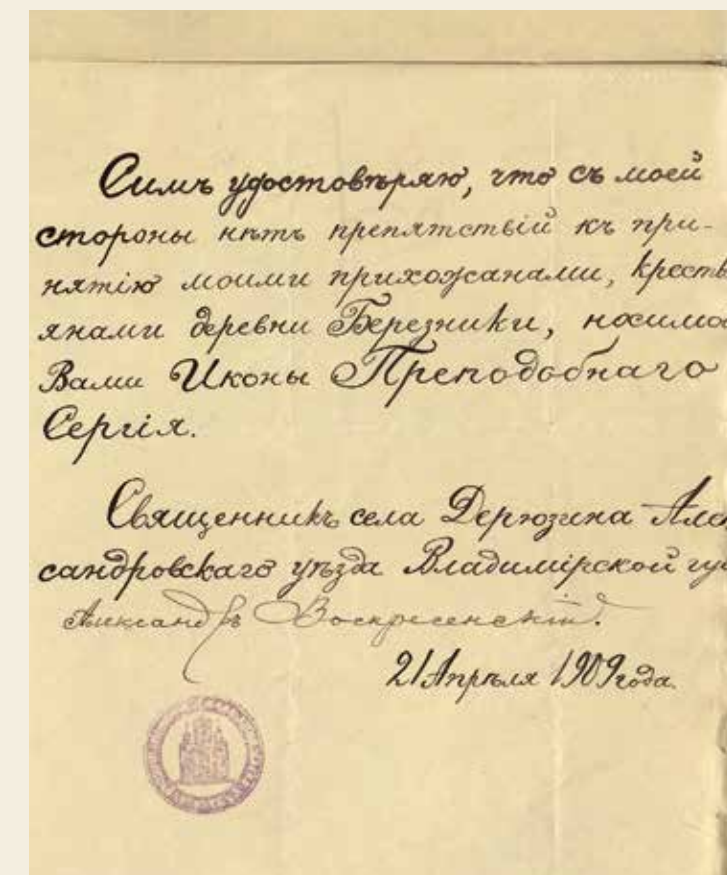 Симъ удостовѣряю, что съ моей
стороны нѣтъ препятствій къ при-
нятію моими прихожанами, кресть
янами деревни Березники, носимо
Вами Иконы Преподобнаго
Сергія.
Священникъ села Дерюзина Алек
сандровскаго уѣзда Владимірской гу
Александръ Воскресенскій.
21 Апрѣля 1909 года.